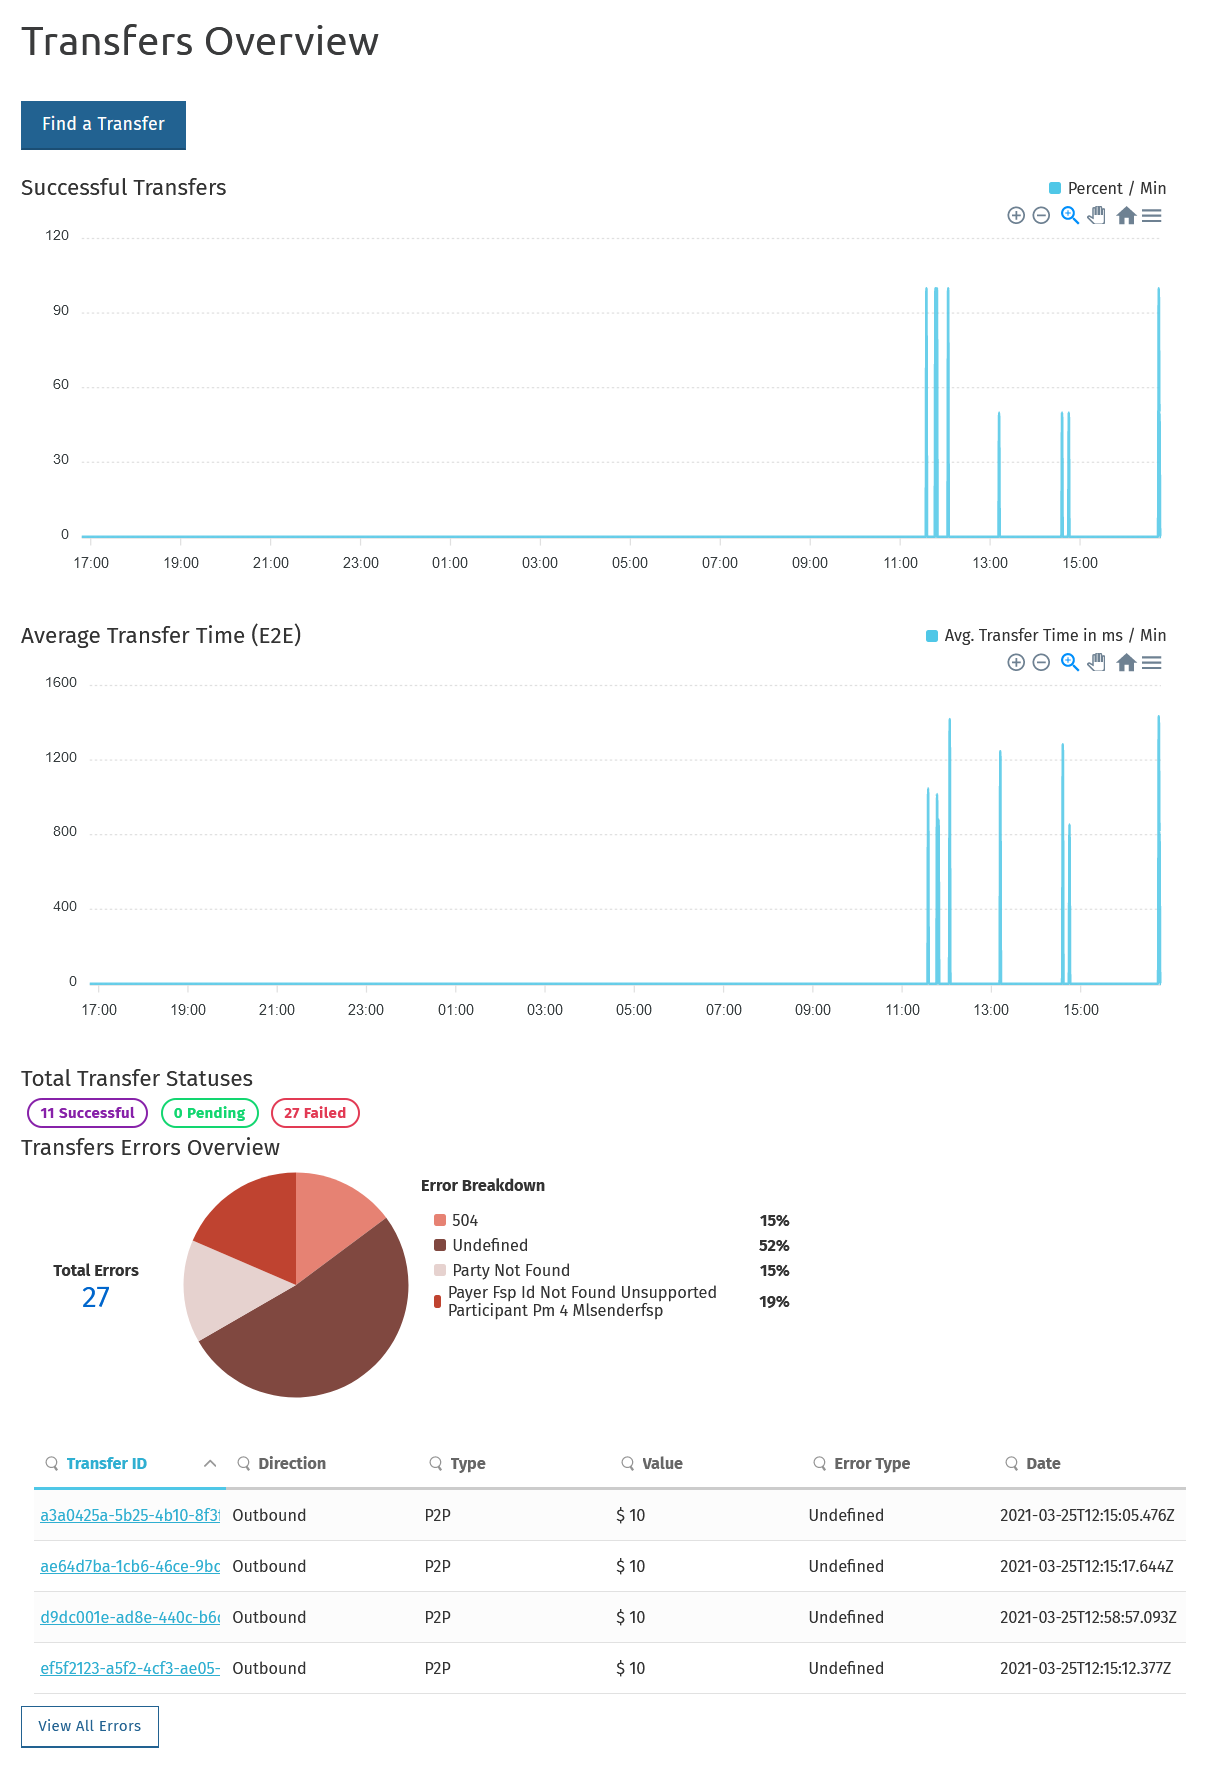 Transfers Overview
Find a Transfer
Successful Transfers
Percent / Min
120
90
60
30
0
17:00 19:00 21:00 23:00 01:00 03:00 05:00 07:00 09:00 11:00 13:00 15:00
Average Transfer Time (E2E)
Avg. Transfer Time in ms / Min
1600
1200
800
400
0
17:00 19:00 21:00 23:00 01:00 03:00 05:00 07:00 09:00 11:00 13:00 15:00
Total Transfer Statuses
11 Successful 0 Pending 27 Failed
Transfers Errors Overview
Total Errors
27
Error Breakdown
504 15%
Undefined 52%
Party Not Found 15%
Payer Fsp Id Not Found Unsupported
Participant Pm 4 Mlsenderfsp 19%
Transfer ID Direction Type Value Error Type Date
a3a0425a-5b25-4b10-8f3f Outbound P2P $ 10 Undefined 2021-03-25T12:15:05.476Z
ae64d7ba-1cb6-46ce-9bc Outbound P2P $ 10 Undefined 2021-03-25T12:15:17.644Z
d9dc001e-ad8e-440c-b6c Outbound P2P $ 10 Undefined 2021-03-25T12:58:57.093Z
ef5f2123-a5f2-4cf3-ae05- Outbound P2P $ 10 Undefined 2021-03-25T12:15:12.377Z
View All Errors